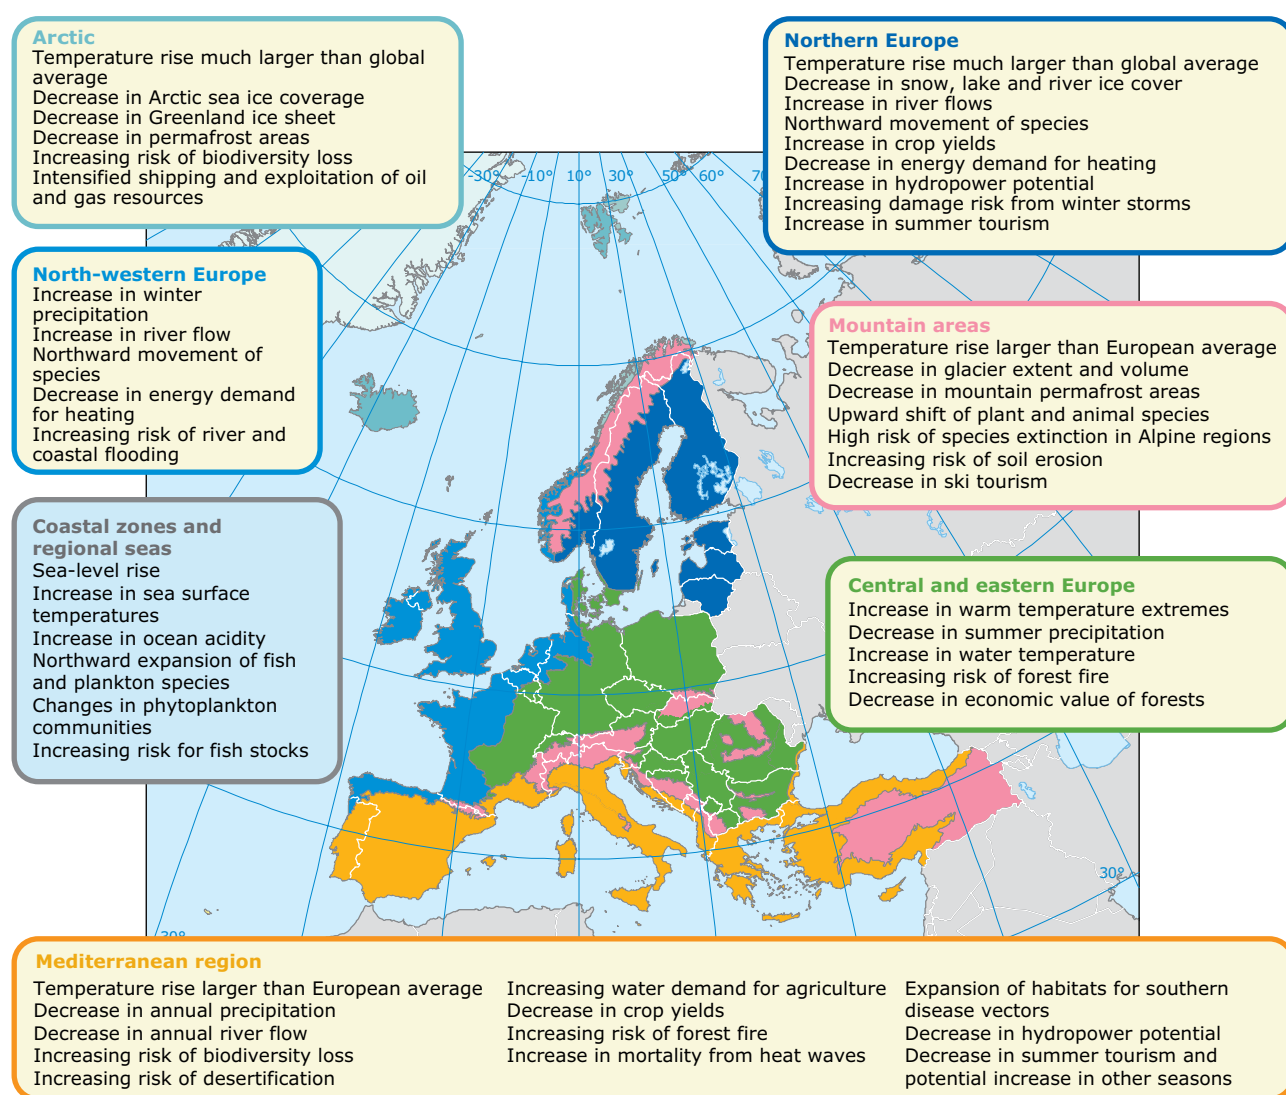 Arctic
Temperature rise much larger than global
average
Decrease in Arctic sea ice coverage
Decrease in Greenland ice sheet
Decrease in permafrost areas
Increasing risk of biodiversity loss
Intensified shipping and exploitation of oil
and gas resources
Northern Europe
Temperature rise much larger than global average
Decrease in snow, lake and river ice cover
Increase in river flows
Northward movement of species
Increase in crop yields
Decrease in energy demand for heating
Increase in hydropower potential
Increasing damage risk from winter storms
Increase in summer tourism
-30° -10° 10° 30° 50° 60°
North-western Europe
Increase in winter
precipitation
Increase in river flow
Northward movement of
species
Decrease in energy demand
for heating
Increasing risk of river and
coastal flooding
Mountain areas
Temperature rise larger than European average
Decrease in glacier extent and volume
Decrease in mountain permafrost areas
Upward shift of plant and animal species
High risk of species extinction in Alpine regions
Increasing risk of soil erosion
Decrease in ski tourism
Coastal zones and
regional seas
Sea-level rise
Increase in sea surface
temperatures
Increase in ocean acidity
Northward expansion of fish
and plankton species
Changes in phytoplankton
communities
Increasing risk for fish stocks
Central and eastern Europe
Increase in warm temperature extremes
Decrease in summer precipitation
Increase in water temperature
Increasing risk of forest fire
Decrease in economic value of forests
30°
Mediterranean region
Temperature rise larger than European average
Decrease in annual precipitation
Decrease in annual river flow
Increasing risk of biodiversity loss
Increasing risk of desertification
Increasing water demand for agriculture
Decrease in crop yields
Increasing risk of forest fire
Increase in mortality from heat waves
Expansion of habitats for southern
disease vectors
Decrease in hydropower potential
Decrease in summer tourism and
potential increase in other seasons